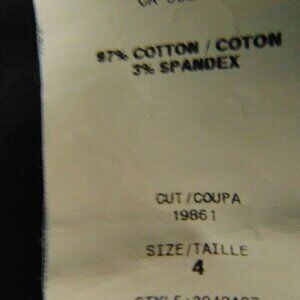 97% COTTON / COTON
3% SPANDEX
CUT/COUPA
19861
SIZE/TAILLE
4